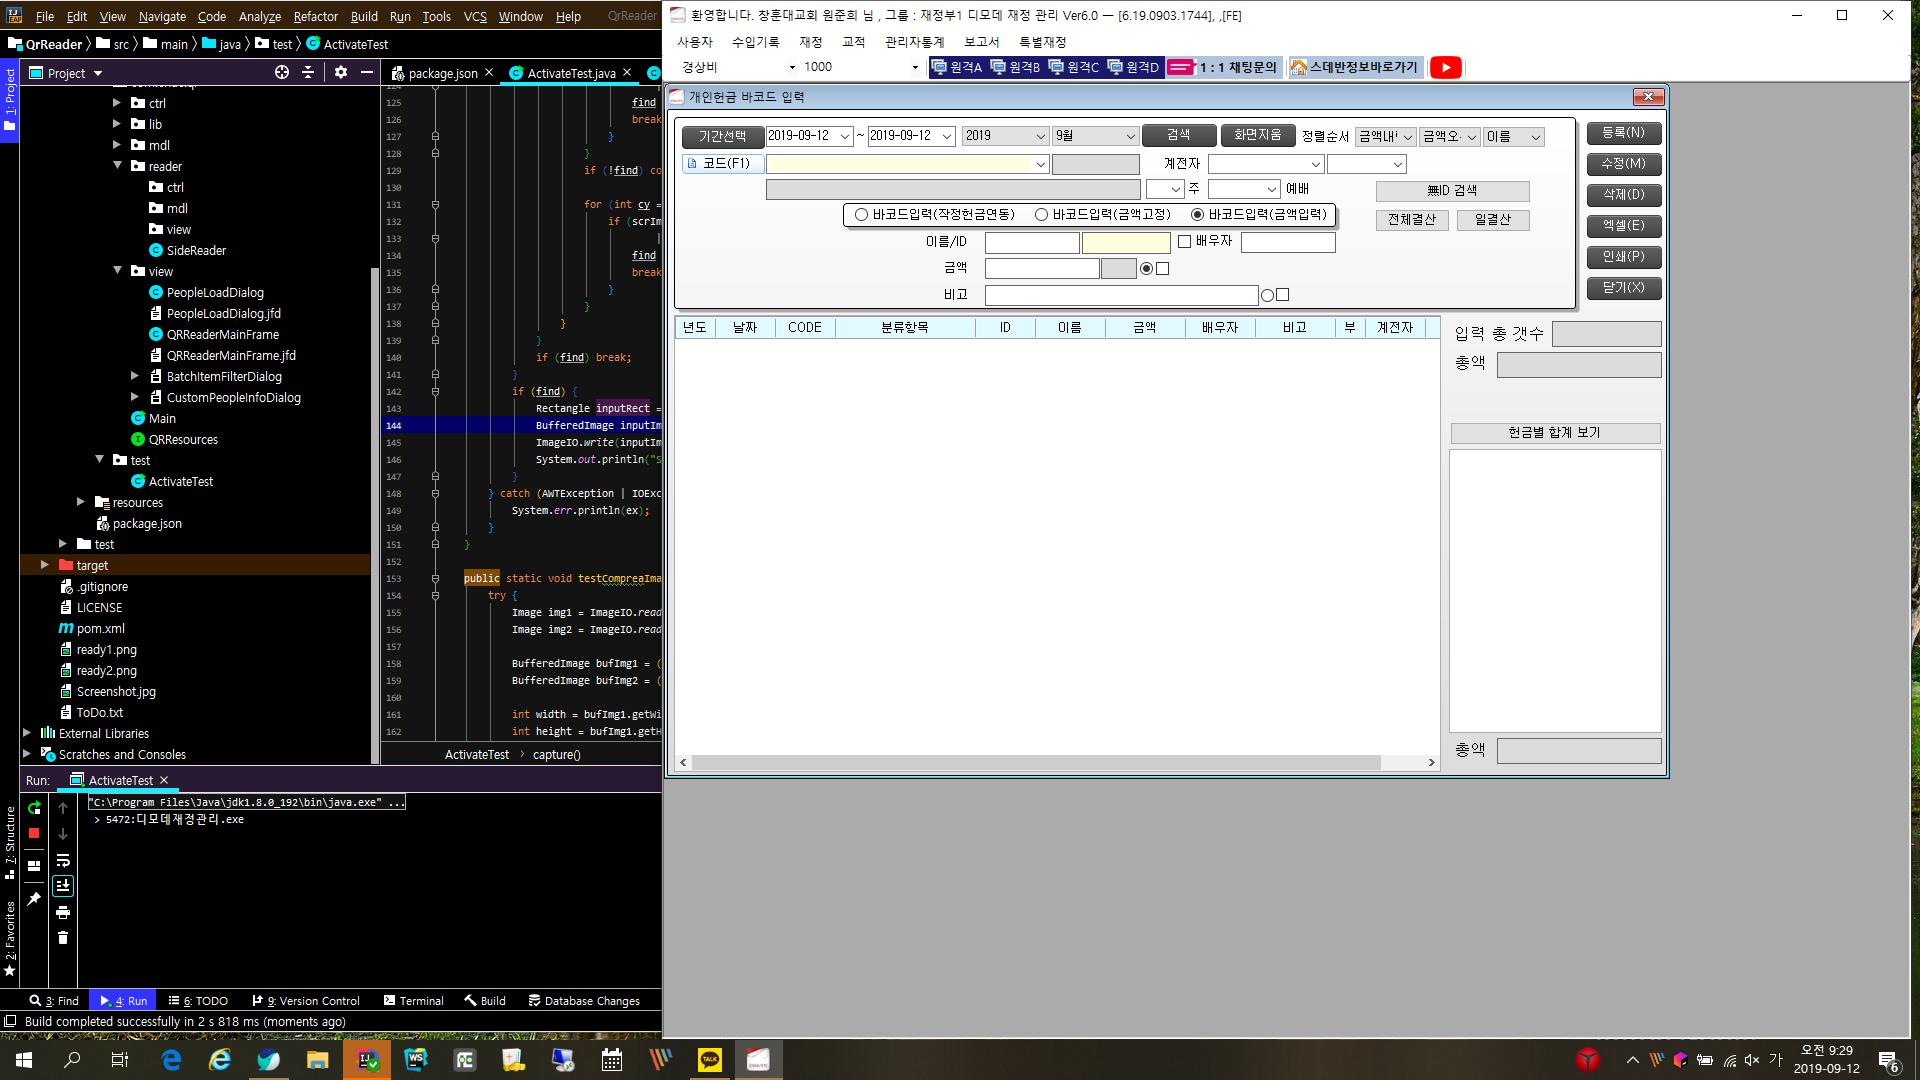 File Edit View Navigate Code Analyze Refactor Build Run Tools VCS Window Help QrReader
QrReader src main java test ActivateTest
Project
package.json
ActivateTest.java
1: Project
ctrl
lib
mdl
reader
ctrl
mdl
view
SideReader
view
PeopleLoadDialog
PeopleLoadDialog.jfd
QRReaderMainFrame
QRReaderMainFrame.jfd
BatchItemFilterDialog
CustomPeopleInfoDialog
Main
QRResources
test
ActivateTest
resources
package.json
test
target
.gitignore
LICENSE
pom.xml
ready1.png
ready2.png
Screenshot.jpg
ToDo.txt
External Libraries
Scratches and Consoles
125 find
126 break
127 }
128 }
129 if (!find) co
130
131 for (int cy =
132 if (scrIm
133 |
134 find
135 break
136 }
137 }
138 }
139 }
140 if (find) break;
141 }
142 if (find) {
143 Rectangle inputRect =
144 BufferedImage inputIm
145 ImageIO.write(inputIm
146 System.out.println("S
147 }
148 } catch (AWTException | IOExc
149 System.err.println(ex);
150 }
151 }
152
153 public static void testCompreaIma
154 try {
155 Image img1 = ImageIO.read
156 Image img2 = ImageIO.read
157
158 BufferedImage bufImg1 = (
159 BufferedImage bufImg2 = (
160
161 int width = bufImg1.getWi
162 int height = bufImg1.getH
ActivateTest capture()
Run: ActivateTest
"C:\Program Files\Java\jdk1.8.0_192\bin\java.exe" ...
> 5472:디모데재정관리.exe
7: Structure
2: Favorites
3: Find 4: Run 6: TODO 9: Version Control Terminal Build Database Changes
Build completed successfully in 2 s 818 ms (moments ago)
환영합니다. 창훈대교회 원준희 님 , 그룹 : 재정부1 디모데 재정 관리 Ver6.0 — [6.19.0903.1744], ,[FE]
사용자 수입기록 재정 교적 관리자통계 보고서 특별재정
경상비 1000 원격A 원격B 원격C 원격D 1 : 1 채팅문의 스데반정보바로가기
개인헌금 바코드 입력
기간선택 2019-09-12 ~ 2019-09-12 2019 9월 검색 화면지움 정렬순서 금액내 금액오 이름
코드(F1) 계전자
주 예배 無ID 검색
바코드입력(작정헌금연동) 바코드입력(금액고정) 바코드입력(금액입력) 전체결산 일결산
이름/ID 배우자
금액
비고
등록(N)
수정(M)
삭제(D)
엑셀(E)
인쇄(P)
닫기(X)
년도 날짜 CODE 분류항목 ID 이름 금액 배우자 비고 부 계전자
입력 총 갯수
총액
헌금별 합계 보기
총액
IJ EAP WS TALK 가
오전 9:29
2019-09-12
6